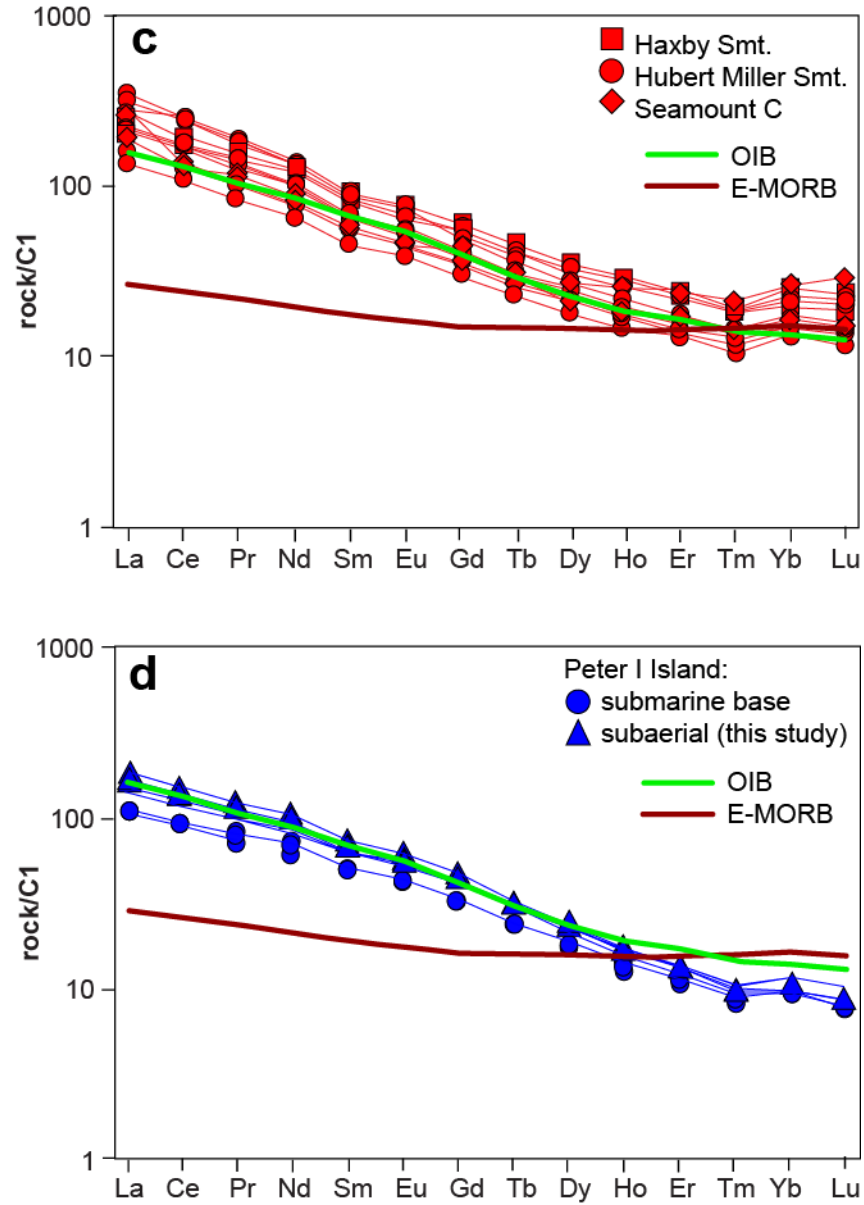 c
Haxby Smt.
Hubert Miller Smt.
Seamount C
OIB
E-MORB
rock/C1
1000
100
10
1
La Ce Pr Nd Sm Eu Gd Tb Dy Ho Er Tm Yb Lu
d
Peter I Island:
submarine base
subaerial (this study)
OIB
E-MORB
rock/C1
1000
100
10
1
La Ce Pr Nd Sm Eu Gd Tb Dy Ho Er Tm Yb Lu